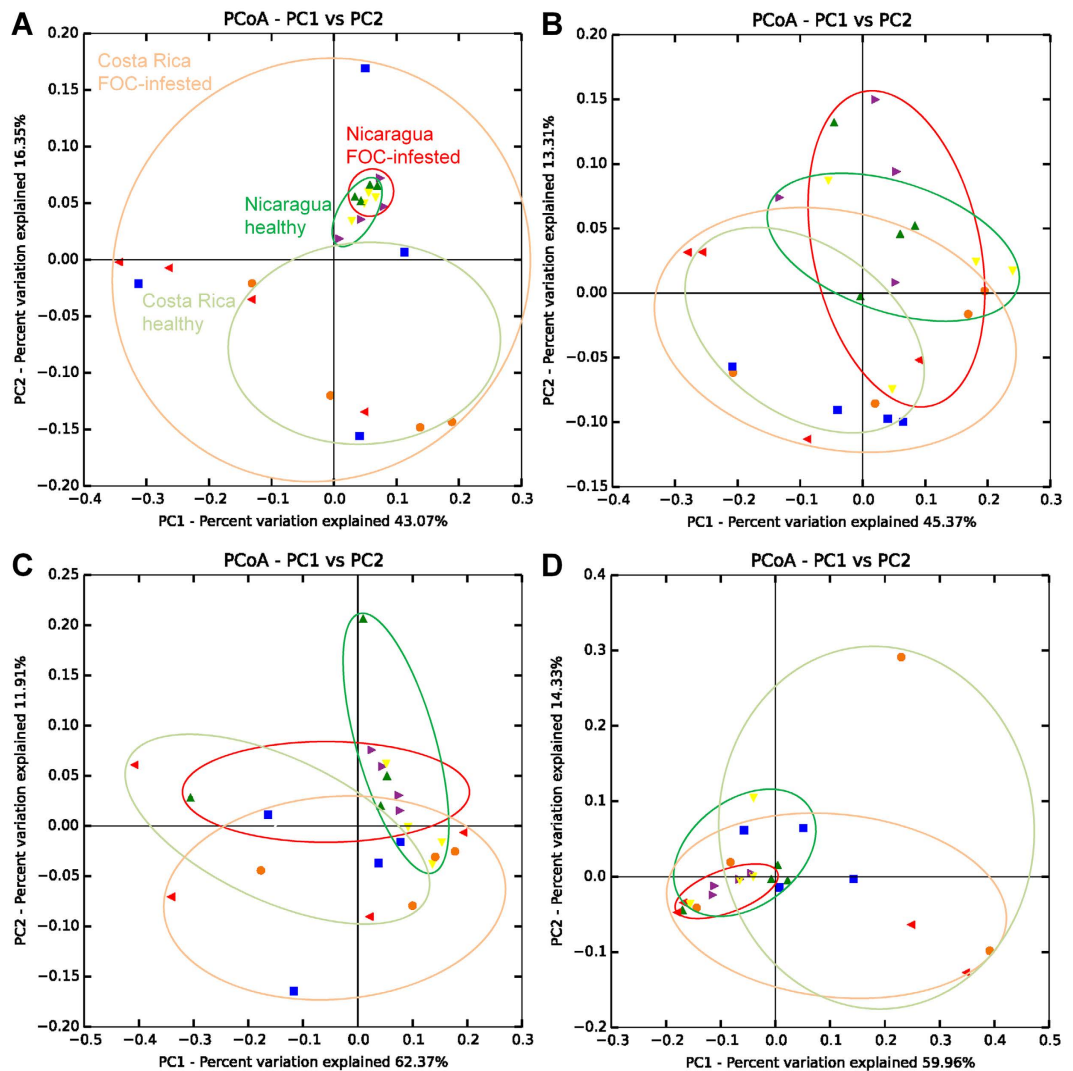 A
PCoA - PC1 vs PC2
0.20
0.15
0.10
0.05
0.00
−0.05
−0.10
−0.15
−0.20
−0.4
−0.3
−0.2
−0.1
0.0
0.1
0.2
0.3
PC2 - Percent variation explained 16.35%
PC1 - Percent variation explained 43.07%
Costa Rica
FOC-infested
Nicaragua
FOC-infested
Nicaragua
healthy
Costa Rica
healthy
B
PCoA - PC1 vs PC2
0.20
0.15
0.10
0.05
0.00
−0.05
−0.10
−0.15
−0.4
−0.3
−0.2
−0.1
0.0
0.1
0.2
0.3
PC2 - Percent variation explained 13.31%
PC1 - Percent variation explained 45.37%
C
PCoA - PC1 vs PC2
0.25
0.20
0.15
0.10
0.05
0.00
−0.05
−0.10
−0.15
−0.20
−0.5
−0.4
−0.3
−0.2
−0.1
0.0
0.1
0.2
0.3
PC2 - Percent variation explained 11.91%
PC1 - Percent variation explained 62.37%
D
PCoA - PC1 vs PC2
0.4
0.3
0.2
0.1
0.0
−0.1
−0.2
−0.3
−0.2
−0.1
0.0
0.1
0.2
0.3
0.4
0.5
PC2 - Percent variation explained 14.33%
PC1 - Percent variation explained 59.96%